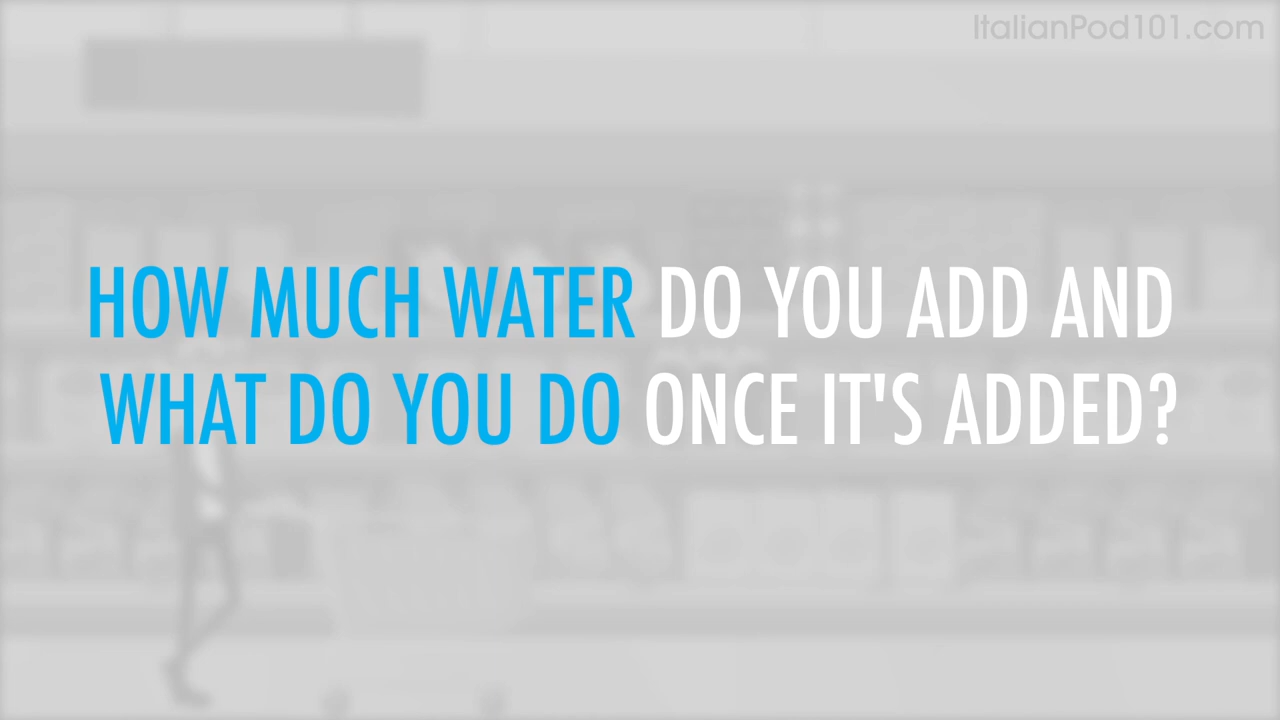 ItalianPod101.com
HOW MUCH WATER DO YOU ADD AND
WHAT DO YOU DO ONCE IT'S ADDED?